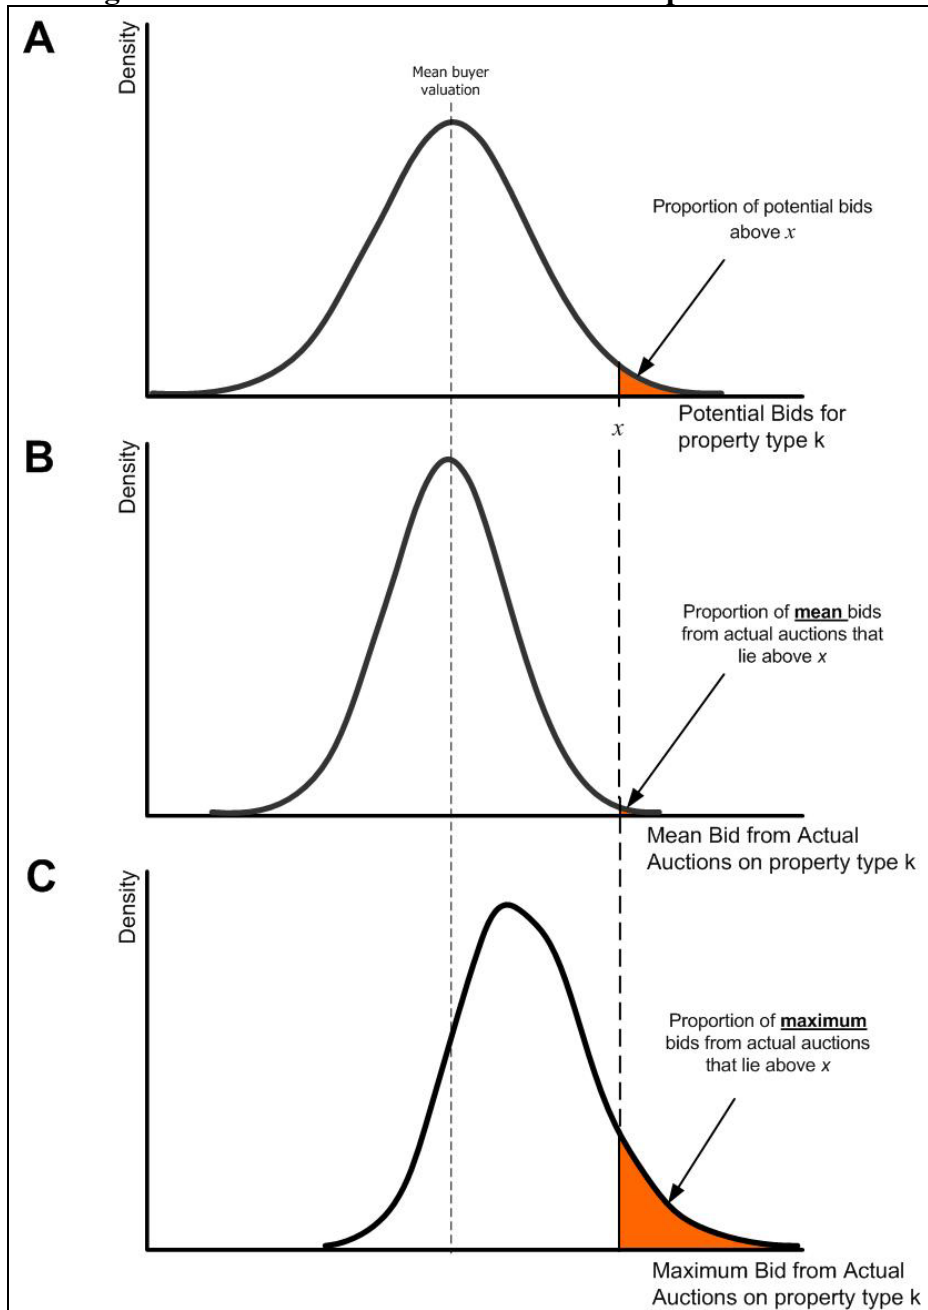 A
Density
Mean buyer
valuation
Proportion of potential bids
above x
Potential Bids for
property type k
x
B
Density
Proportion of mean bids
from actual auctions that
lie above x
Mean Bid from Actual
Auctions on property type k
C
Density
Proportion of maximum
bids from actual auctions
that lie above x
Maximum Bid from Actual
Auctions on property type k